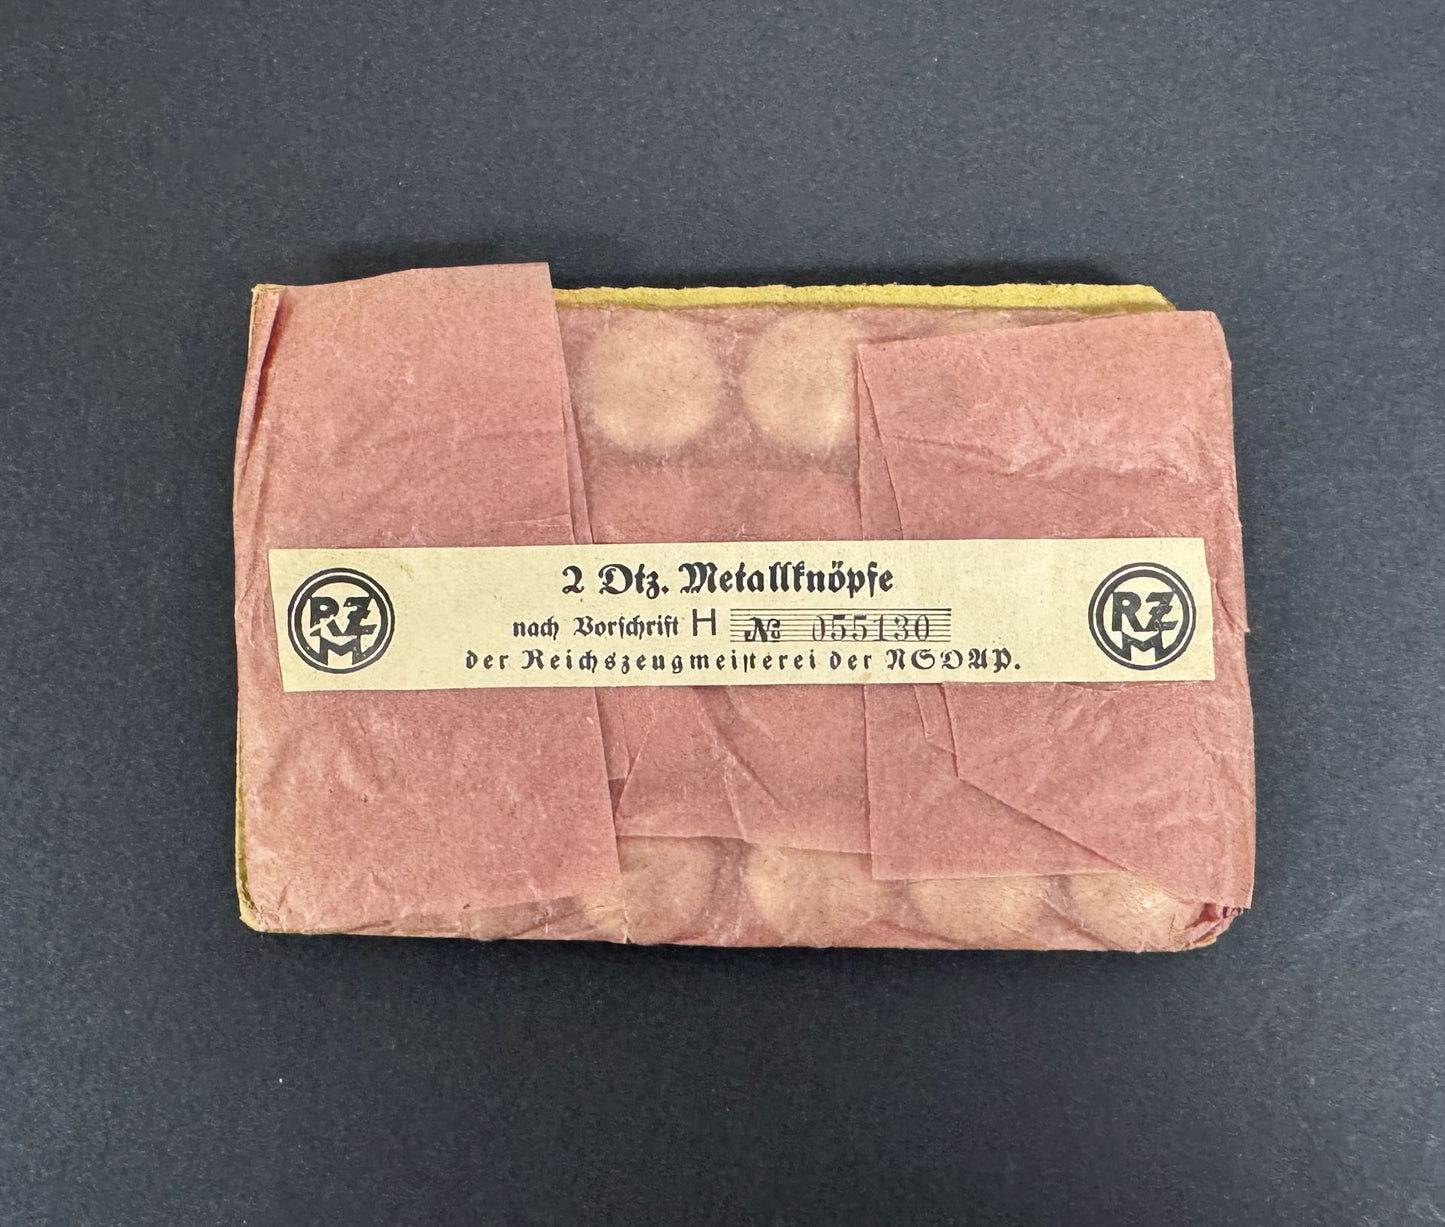 RZM
2 Dtz. Metallknöpfe
nach Vorschrift H № 055130
der Reichszeugmeisterei der NSDAP.
RZM